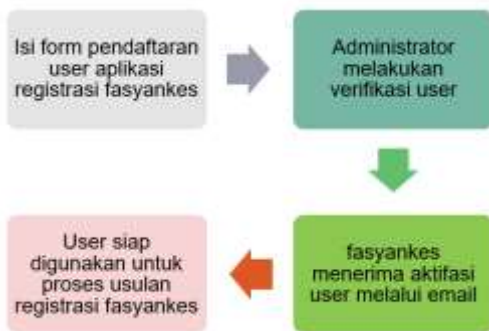 Isi form pendaftaran
user aplikasi
registrasi fasyankes
Administrator
melakukan
verifikasi user
fasyankes
menerima aktifasi
user melalui email
User siap
digunakan untuk
proses usulan
registrasi fasyankes